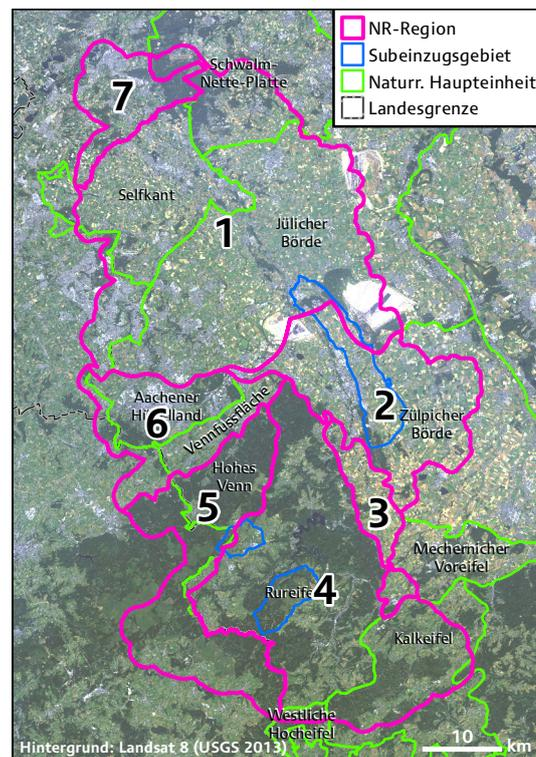 NR-Region
Subeinzugsgebiet
Naturr. Haupteinheit
Landesgrenze
Schwalm-
Nette-Platte
7
Selfkant
1
Jülicher
Börde
Aachener
Hügelland
6
Vennfussfläche
2
Zülpicher
Börde
Hohes
Venn
5
3
Mechernicher
Voreifel
Rureifel
4
Kalkeifel
Westliche
Hocheifel
Hintergrund: Landsat 8 (USGS 2013)
10
km